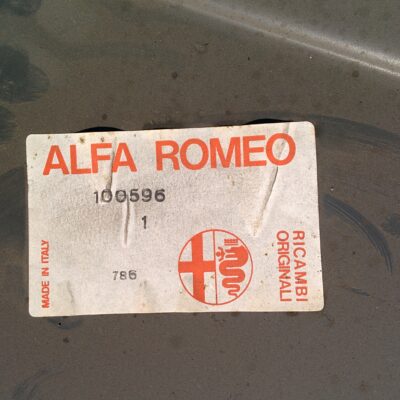 ALFA ROMEO
100596
1
786
MADE IN ITALY
RICAMBI
ORIGINALI